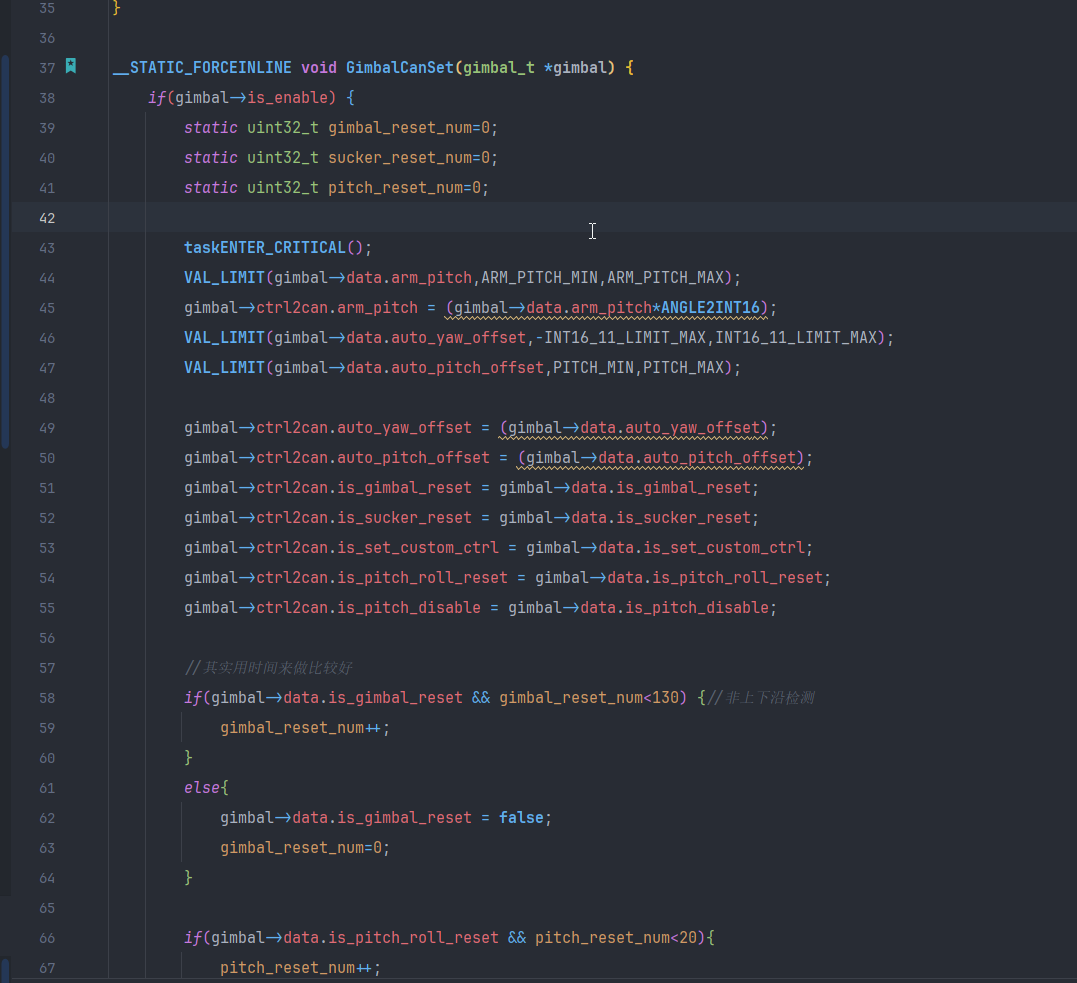 35 }
36
37 __STATIC_FORCEINLINE void GimbalCanSet(gimbal_t *gimbal) {
38 if(gimbal->is_enable) {
39 static uint32_t gimbal_reset_num=0;
40 static uint32_t sucker_reset_num=0;
41 static uint32_t pitch_reset_num=0;
42
43 taskENTER_CRITICAL();
44 VAL_LIMIT(gimbal->data.arm_pitch,ARM_PITCH_MIN,ARM_PITCH_MAX);
45 gimbal->ctrl2can.arm_pitch = (gimbal->data.arm_pitch*ANGLE2INT16);
46 VAL_LIMIT(gimbal->data.auto_yaw_offset,-INT16_11_LIMIT_MAX,INT16_11_LIMIT_MAX);
47 VAL_LIMIT(gimbal->data.auto_pitch_offset,PITCH_MIN,PITCH_MAX);
48
49 gimbal->ctrl2can.auto_yaw_offset = (gimbal->data.auto_yaw_offset);
50 gimbal->ctrl2can.auto_pitch_offset = (gimbal->data.auto_pitch_offset);
51 gimbal->ctrl2can.is_gimbal_reset = gimbal->data.is_gimbal_reset;
52 gimbal->ctrl2can.is_sucker_reset = gimbal->data.is_sucker_reset;
53 gimbal->ctrl2can.is_set_custom_ctrl = gimbal->data.is_set_custom_ctrl;
54 gimbal->ctrl2can.is_pitch_roll_reset = gimbal->data.is_pitch_roll_reset;
55 gimbal->ctrl2can.is_pitch_disable = gimbal->data.is_pitch_disable;
56
57 //其实用时间来做比较好
58 if(gimbal->data.is_gimbal_reset && gimbal_reset_num<130) {//非上下沿检测
59 gimbal_reset_num++;
60 }
61 else{
62 gimbal->data.is_gimbal_reset = false;
63 gimbal_reset_num=0;
64 }
65
66 if(gimbal->data.is_pitch_roll_reset && pitch_reset_num<20){
67 pitch_reset_num++;